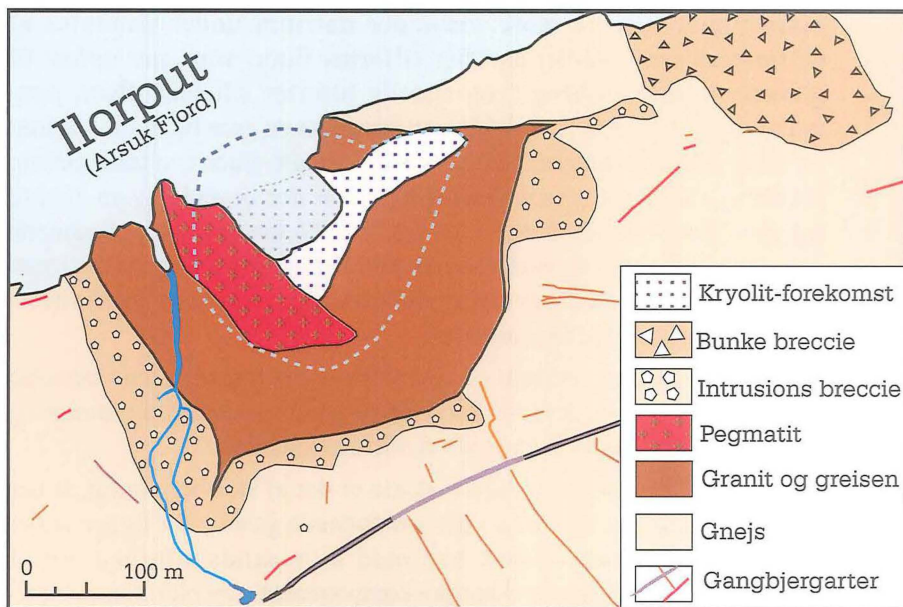 Ilorput
(Arsuk Fjord)
Kryolit-forekomst
Bunke breccie
Intrusions breccie
Pegmatit
Granit og greisen
Gnejs
Gangbjergarter
0 100 m